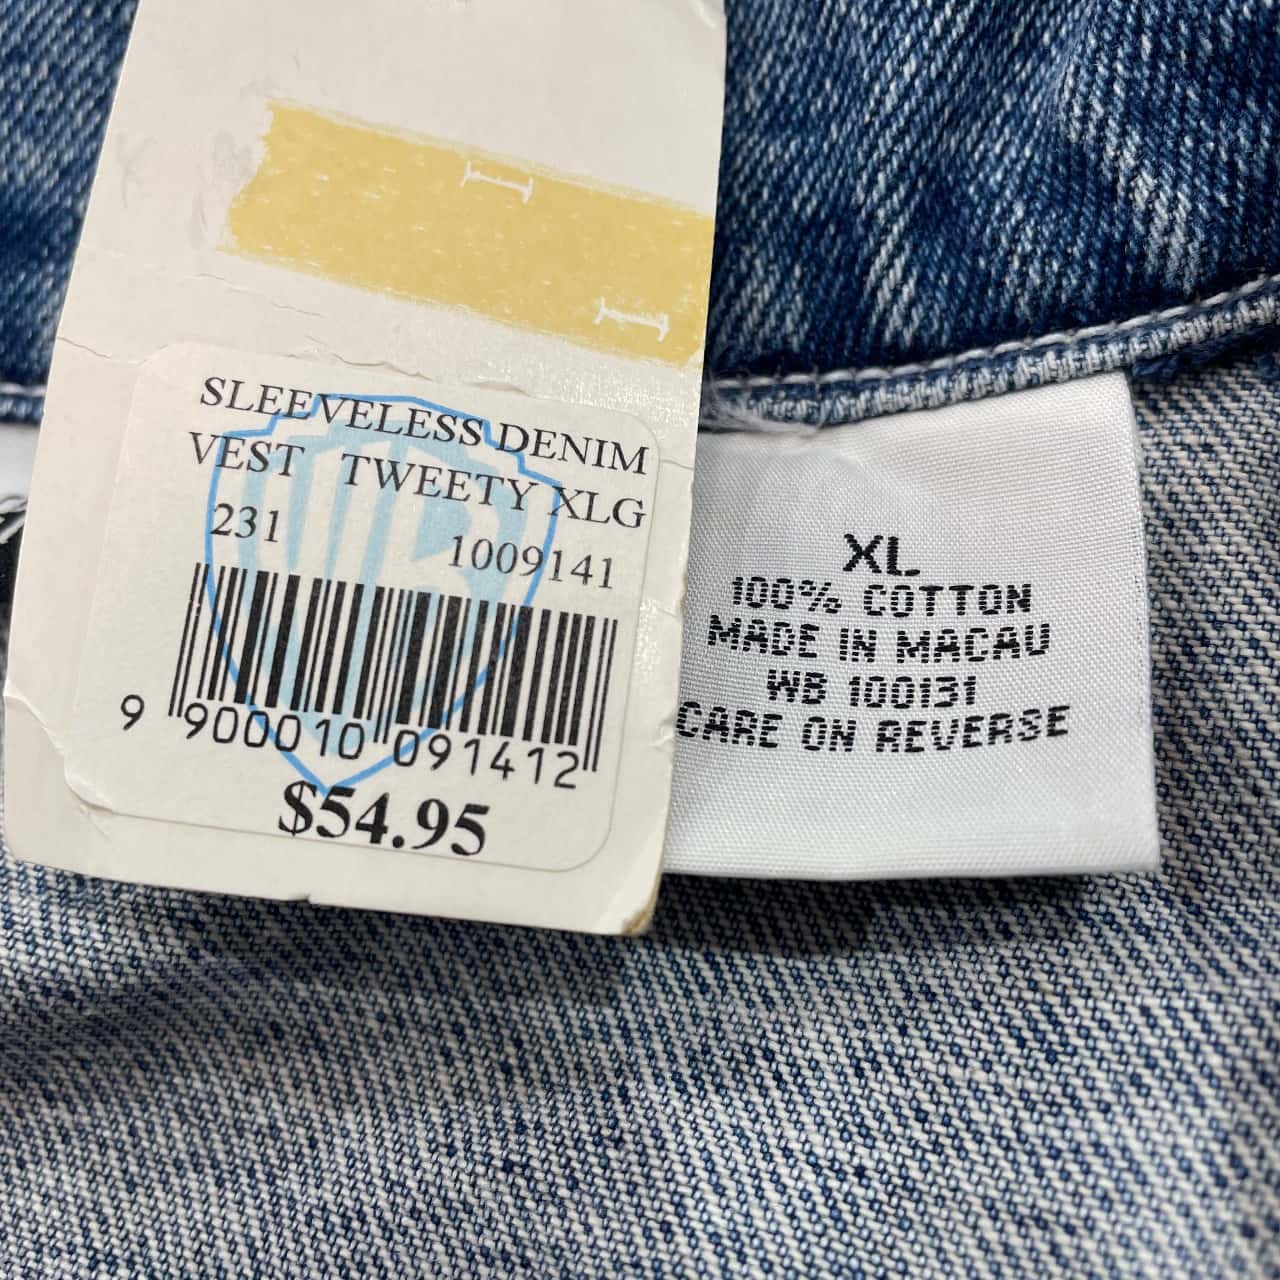 SLEEVELESS DENIM
VEST TWEETY XLG
231 1009141
9 900010 091412
$54.95
WB
XL
100% COTTON
MADE IN MACAU
WB 100131
CARE ON REVERSE